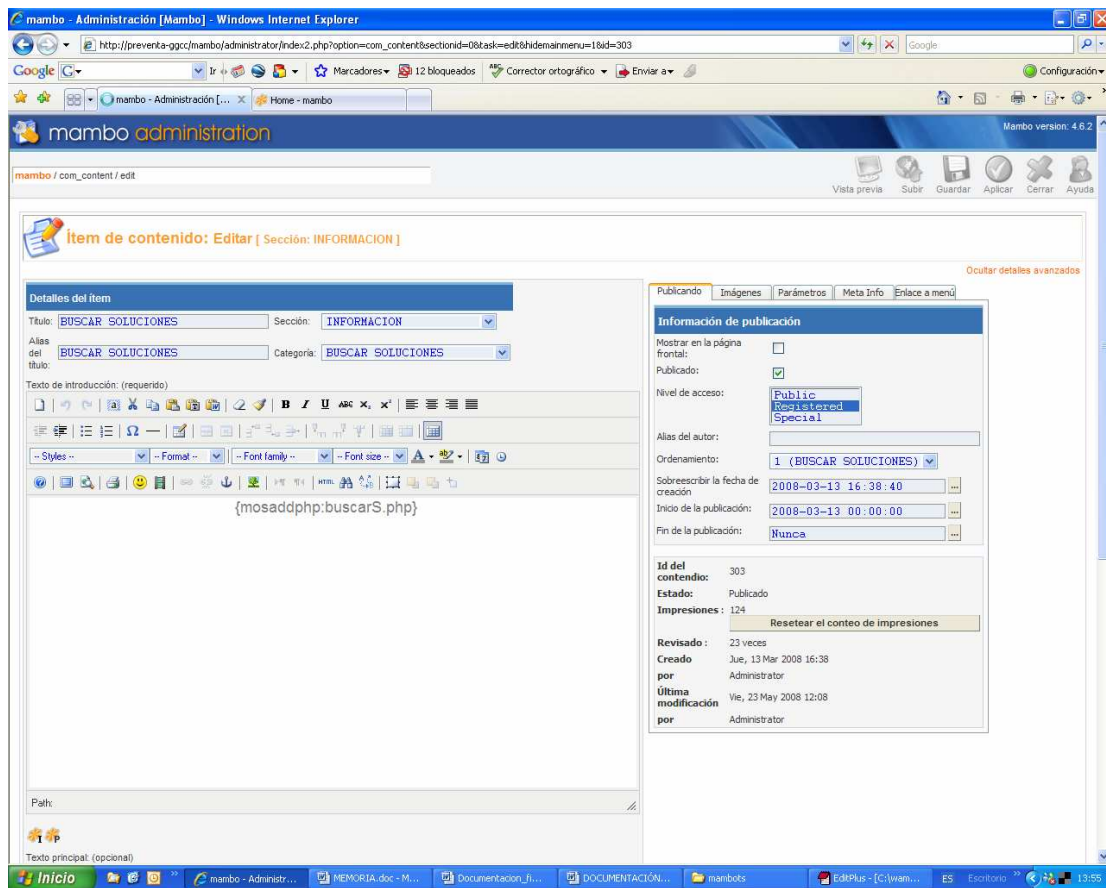 mambo - Administración [Mambo] - Windows Internet Explorer
http://preventa-ggcc/mambo/administrator/index2.php?option=com_content&sectionid=0&task=edit&hidemainmenu=1&id=303
Google
Google G
Ir
Marcadores
12 bloqueados
ABC Corrector ortográfico
Enviar a
Configuración
mambo - Administración [... X
Home - mambo
mambo administration
Mambo version: 4.6.2
mambo / com_content / edit
Vista previa Subir Guardar Aplicar Cerrar Ayuda
Ítem de contenido: Editar [ Sección: INFORMACION ]
Ocultar detalles avanzados
Detalles del ítem
Título: BUSCAR SOLUCIONES Sección: INFORMACION
Alias del título: BUSCAR SOLUCIONES Categoría: BUSCAR SOLUCIONES
Texto de introducción: (requerido)
B I U ABC X, x²
-- Styles -- -- Format -- -- Font family -- -- Font size -- A ab
HTML
{mosaddphp:buscarS.php}
Path:
I P
Texto principal: (opcional)
Publicando Imágenes Parámetros Meta Info Enlace a menú
Información de publicación
Mostrar en la página frontal:
Publicado:
Nivel de acceso: Public
Registered
Special
Alias del autor:
Ordenamiento: 1 (BUSCAR SOLUCIONES)
Sobreescribir la fecha de creación 2008-03-13 16:38:40 ...
Inicio de la publicación: 2008-03-13 00:00:00 ...
Fin de la publicación: Nunca ...
Id del contendio: 303
Estado: Publicado
Impresiones : 124
Resetear el conteo de impresiones
Revisado : 23 veces
Creado Jue, 13 Mar 2008 16:38
por Administrator
Última modificación Vie, 23 May 2008 12:08
por Administrator
Inicio
mambo - Administr...
MEMORIA.doc - M...
Documentacion_fi...
DOCUMENTACIÓN...
mambots
EditPlus - [C:\wam...
ES
Escritorio
13:55